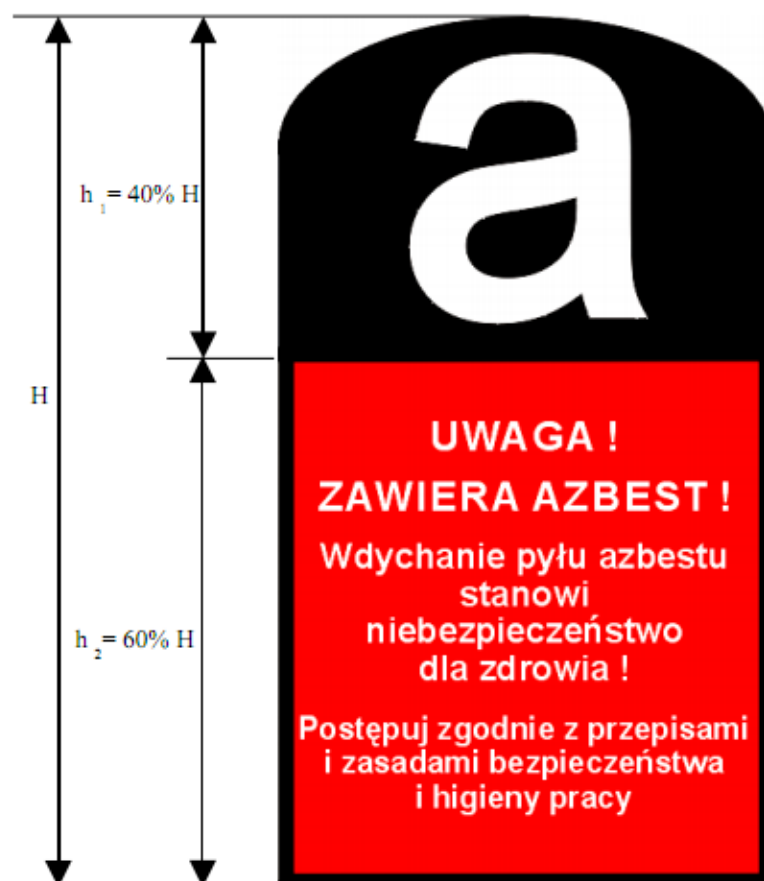 a
h₁= 40% H
H
UWAGA !
ZAWIERA AZBEST !
Wdychanie pyłu azbestu
stanowi
niebezpieczeństwo
dla zdrowia !
h₂= 60% H
Postępuj zgodnie z przepisami
i zasadami bezpieczeństwa
i higieny pracy